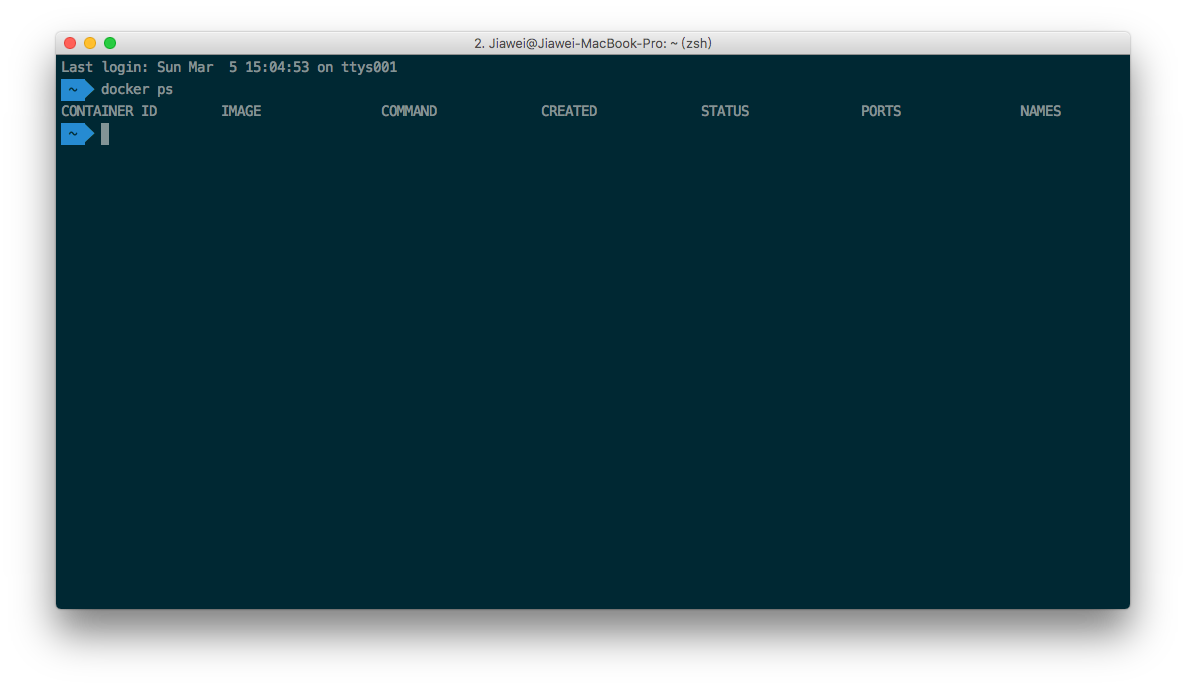 2. Jiawei@Jiawei-MacBook-Pro: ~ (zsh)
Last login: Sun Mar  5 15:04:53 on ttys001
~ docker ps
CONTAINER ID        IMAGE               COMMAND             CREATED             STATUS              PORTS               NAMES
~